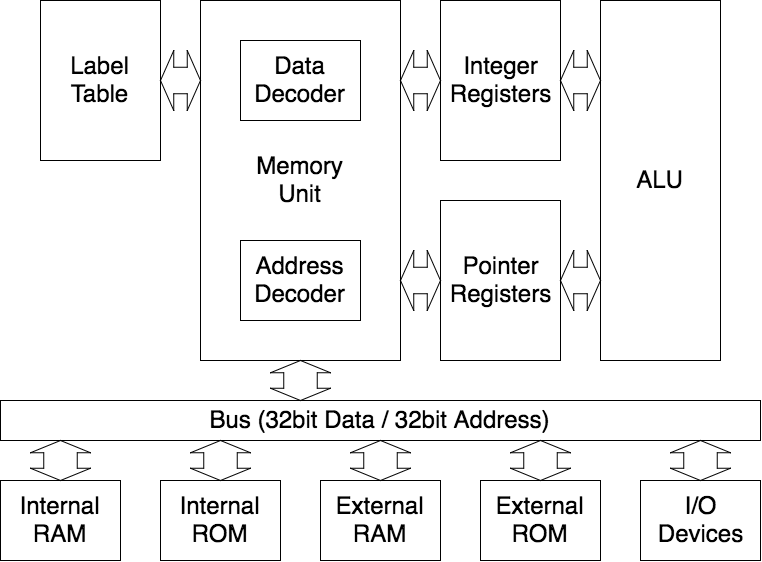 Label
Table
Data
Decoder
Memory
Unit
Address
Decoder
Integer
Registers
Pointer
Registers
ALU
Bus (32bit Data / 32bit Address)
Internal
RAM
Internal
ROM
External
RAM
External
ROM
I/O
Devices